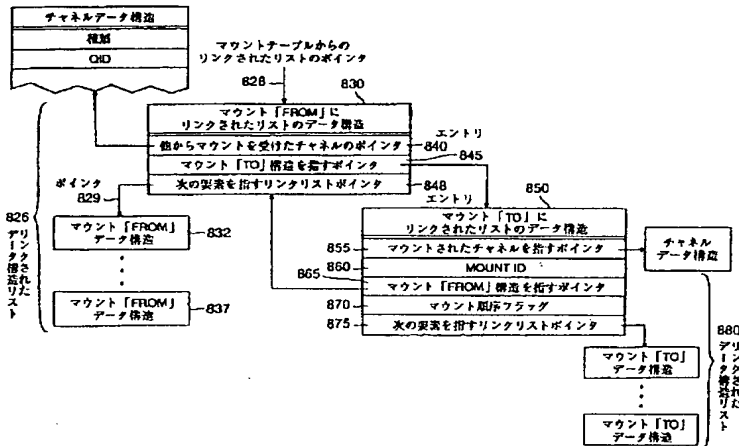 チャネルデータ構造
種類
QID
マウントテーブルからの
リンクされたリストのポインタ
828
830
マウント「FROM」に
リンクされたリストのデータ構造
エントリ
他からマウントを受けたチャネルのポインタ
840
マウント「TO」構造を指すポインタ
845
次の要素を指すリンクリストポインタ
848
ポインタ
829
826
リンクされた
データ構造リスト
マウント「FROM」
データ構造
832
マウント「FROM」
データ構造
837
エントリ
850
マウント「TO」に
リンクされたリストのデータ構造
855
マウントされたチャネルを指すポインタ
チャネル
データ構造
860
MOUNT ID
865
マウント「FROM」構造を指すポインタ
870
マウント順序フラッグ
875
次の要素を指すリンクリストポインタ
マウント「TO」
データ構造
マウント「TO」
データ構造
880
リンクされた
データ構造リスト